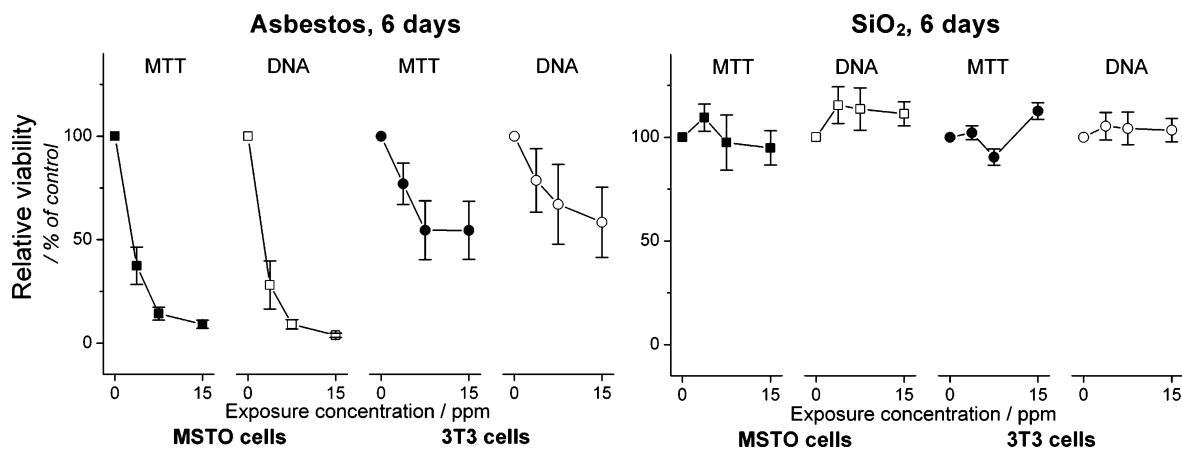 Asbestos, 6 days
MTT DNA MTT DNA
Relative viability
/ % of control
100
50
0
0 15 0 15 0 15 0 15
Exposure concentration / ppm
MSTO cells 3T3 cells
SiO₂, 6 days
MTT DNA MTT DNA
100
50
0
0 15 0 15 0 15 0 15
Exposure concentration / ppm
MSTO cells 3T3 cells